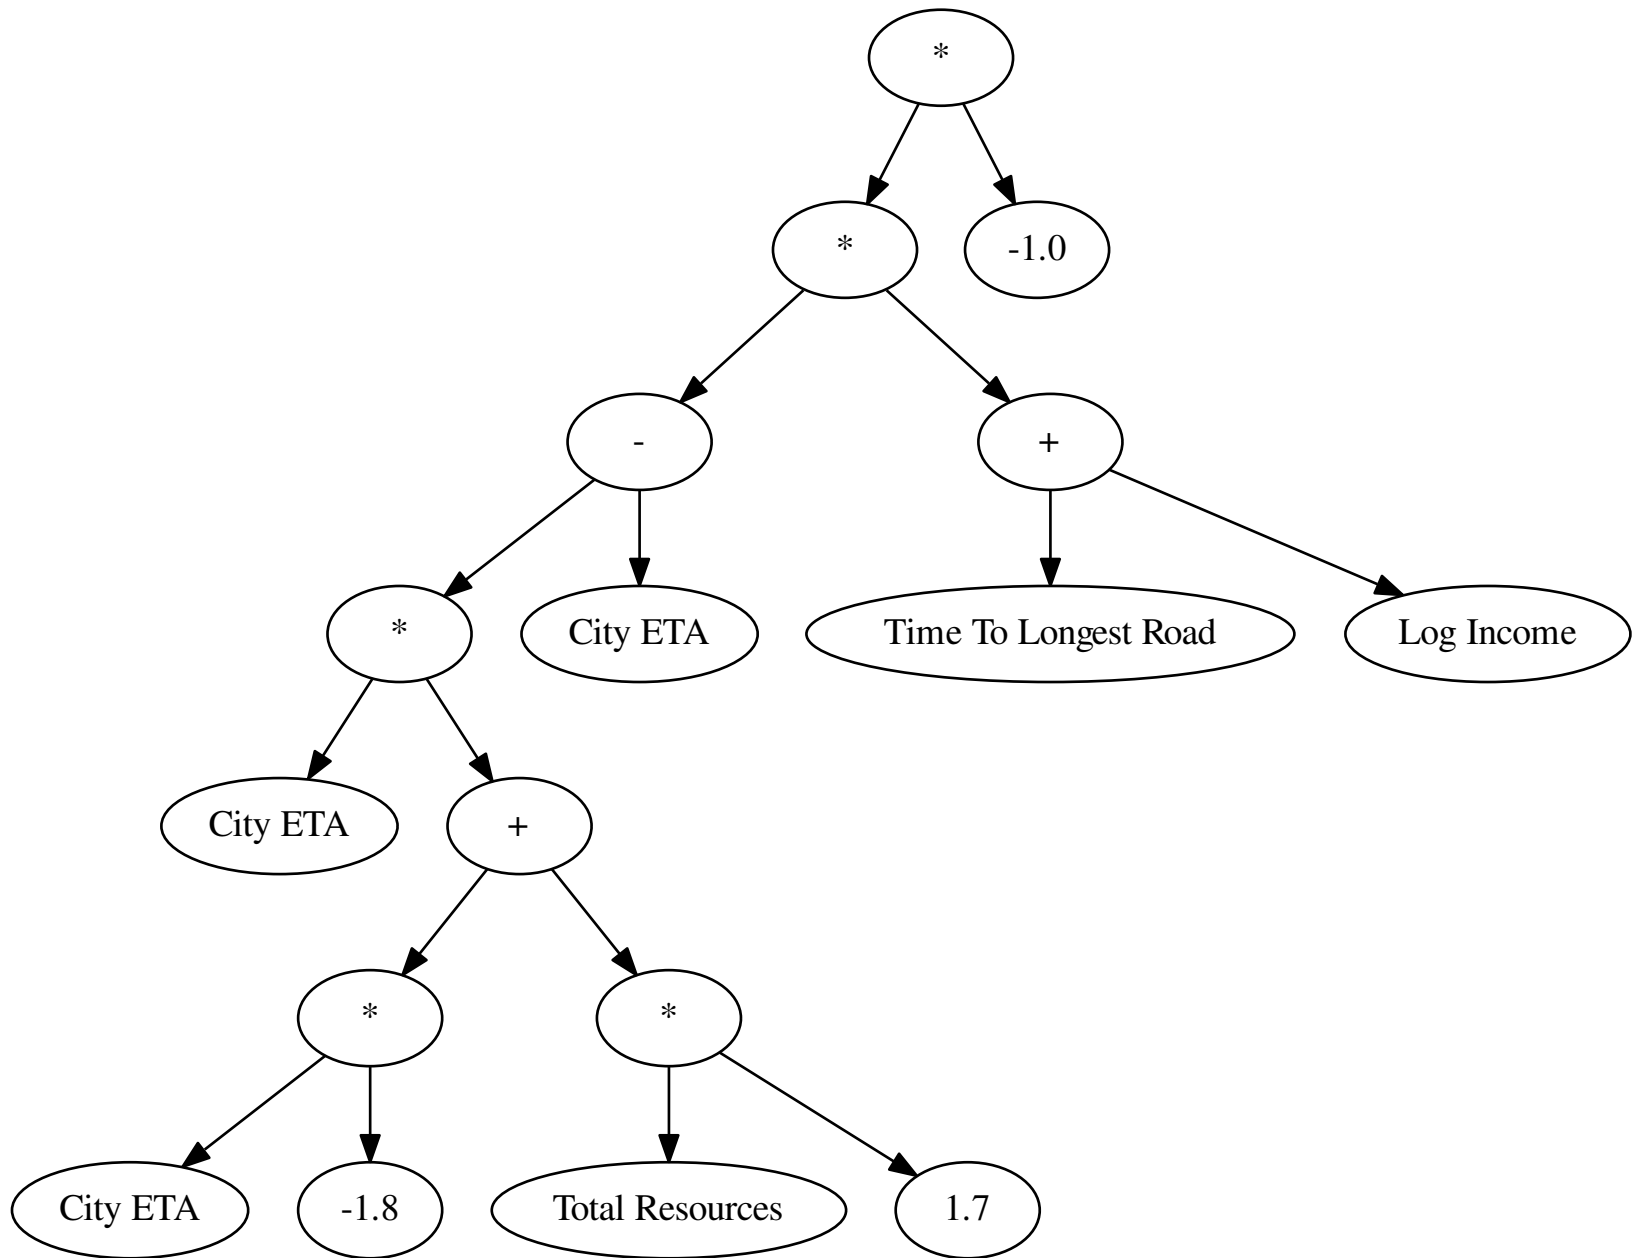 *
*
-1.0
-
+
*
City ETA
Time To Longest Road
Log Income
City ETA
+
*
*
City ETA
-1.8
Total Resources
1.7